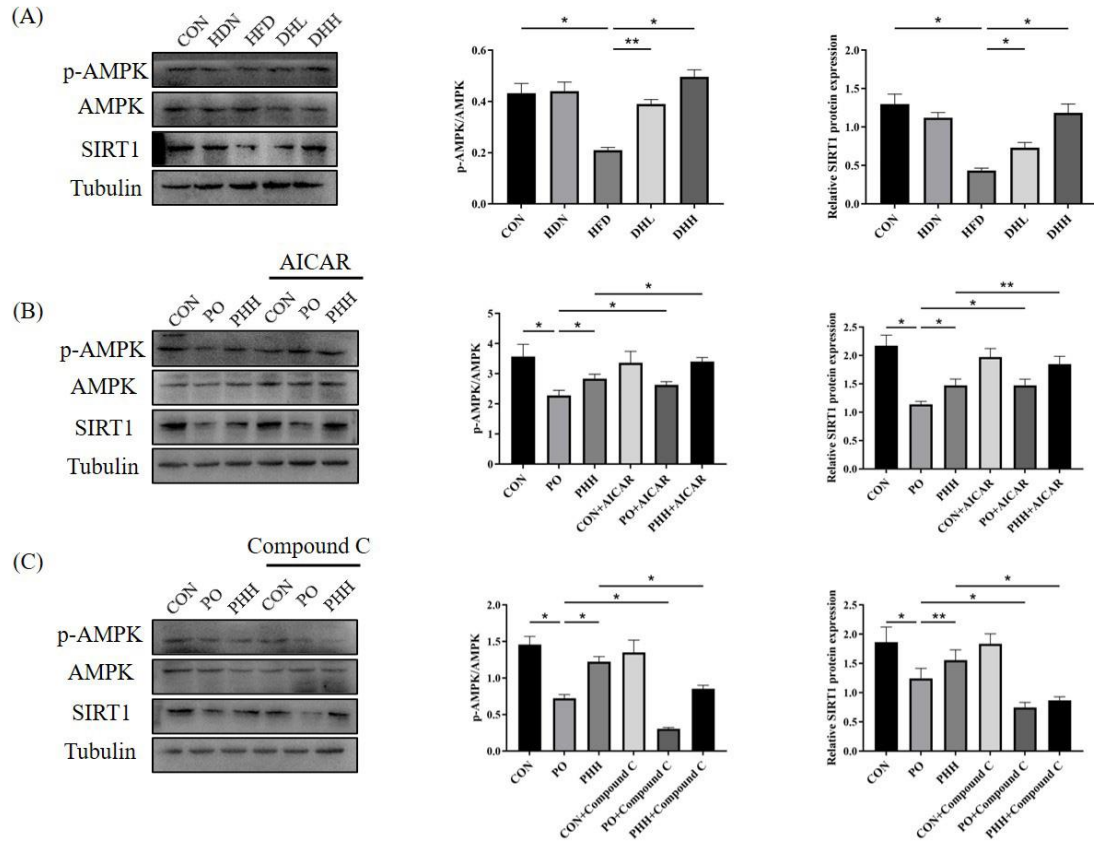 (A)
CON HDN HFD DHL DHH
p-AMPK
AMPK
SIRT1
Tubulin
p-AMPK/AMPK
0.6
0.4
0.2
0.0
* ** *
CON HDN HFD DHL DHH
Relative SIRT1 protein expression
2.0
1.5
1.0
0.5
0.0
* * *
CON HDN HFD DHL DHH
(B)
AICAR
CON PO PHH CON PO PHH
p-AMPK
AMPK
SIRT1
Tubulin
p-AMPK/AMPK
5
4
3
2
1
0
*
*
* *
CON PO PHH CON+AICAR PO+AICAR PHH+AICAR
Relative SIRT1 protein expression
2.5
2.0
1.5
1.0
0.5
0.0
**
*
* *
CON PO PHH CON+AICAR PO+AICAR PHH+AICAR
(C)
Compound C
CON PO PHH CON PO PHH
p-AMPK
AMPK
SIRT1
Tubulin
p-AMPK/AMPK
2.0
1.5
1.0
0.5
0.0
*
*
* *
CON PO PHH CON+Compound C PO+Compound C PHH+Compound C
Relative SIRT1 protein expression
2.5
2.0
1.5
1.0
0.5
0.0
*
*
* **
CON PO PHH CON+Compound C PO+Compound C PHH+Compound C